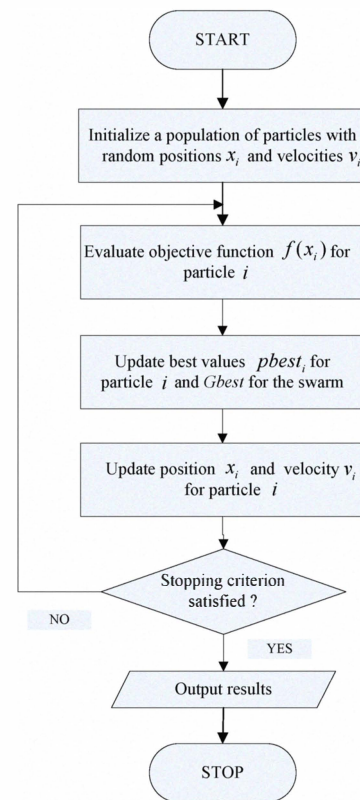 START
Initialize a population of particles with
random positions x_i and velocities v_i
Evaluate objective function f(x_i) for
particle i
Update best values pbest_i for
particle i and Gbest for the swarm
Update position x_i and velocity v_i
for particle i
Stopping criterion
satisfied ?
NO
YES
Output results
STOP